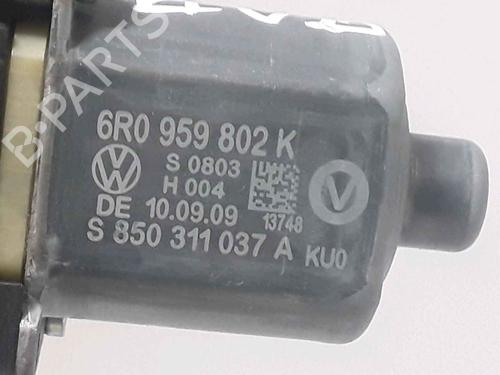 B-PARTS
6R0 959 802 K
S 0803
H 004
DE 10.09.09
13748
S 850 311 037 A KU0